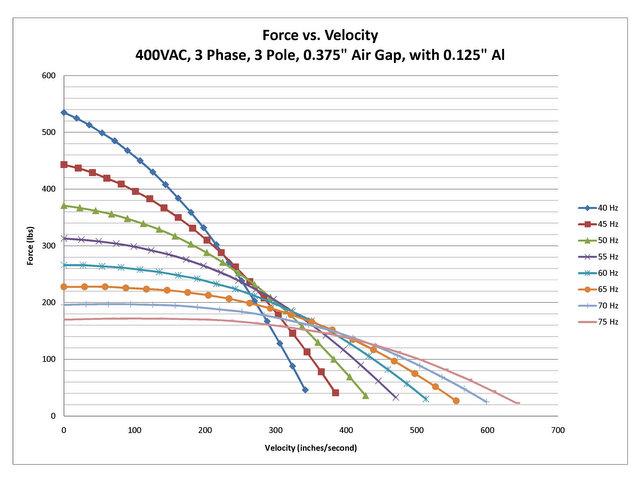 Force vs. Velocity
400VAC, 3 Phase, 3 Pole, 0.375" Air Gap, with 0.125" Al
600
500
400
300
200
100
0
Force (lbs)
0 100 200 300 400 500 600 700
Velocity (inches/second)
40 Hz
45 Hz
50 Hz
55 Hz
60 Hz
65 Hz
70 Hz
75 Hz